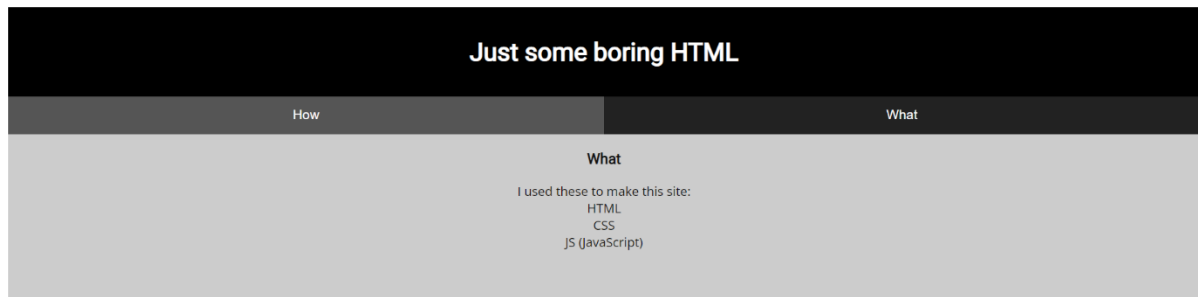 Just some boring HTML
How
What
What
I used these to make this site:
HTML
CSS
JS (JavaScript)